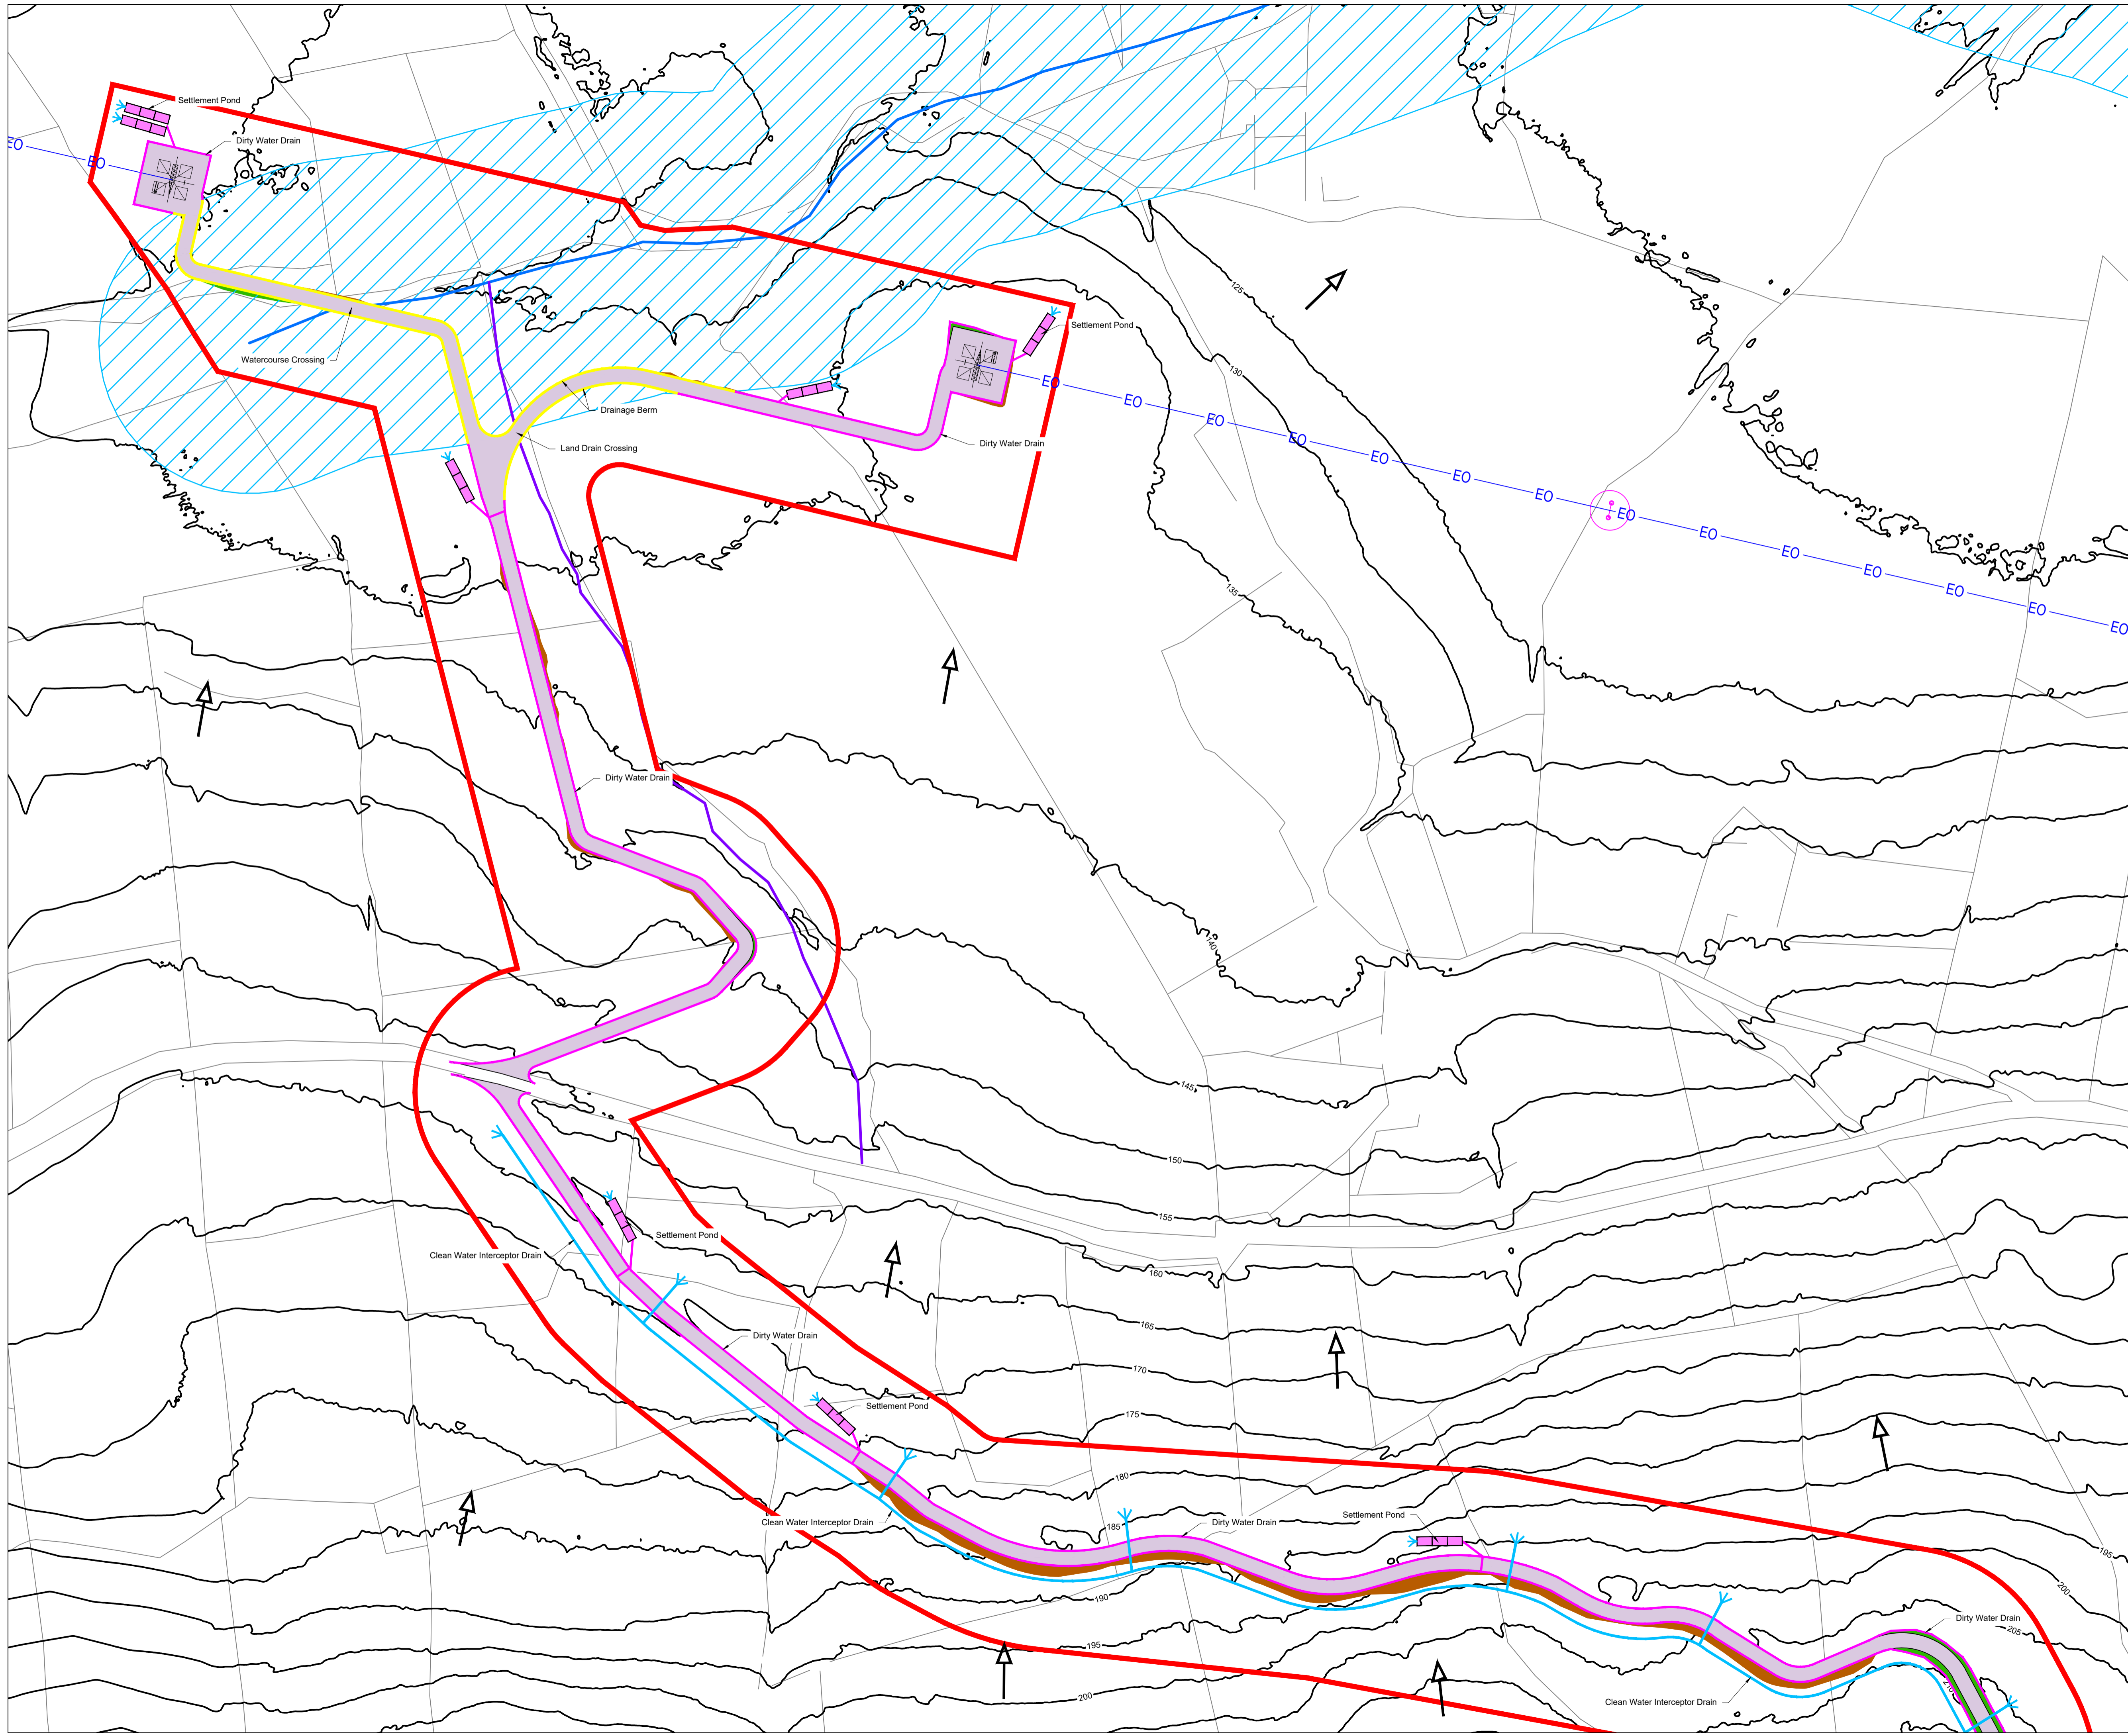 Settlement Pond
Dirty Water Drain
EO
EO
125
Settlement Pond
Watercourse Crossing
130
EO
EO
EO
EO
EO
EO
EO
EO
EO
EO
EO
EO
EO
EO
Drainage Berm
Dirty Water Drain
Land Drain Crossing
135
Dirty Water Drain
140
145
150
155
Settlement Pond
Clean Water Interceptor Drain
160
165
Dirty Water Drain
170
Settlement Pond
175
180
Clean Water Interceptor Drain
185
Dirty Water Drain
Settlement Pond
195
200
190
Dirty Water Drain
205
195
210
200
Clean Water Interceptor Drain